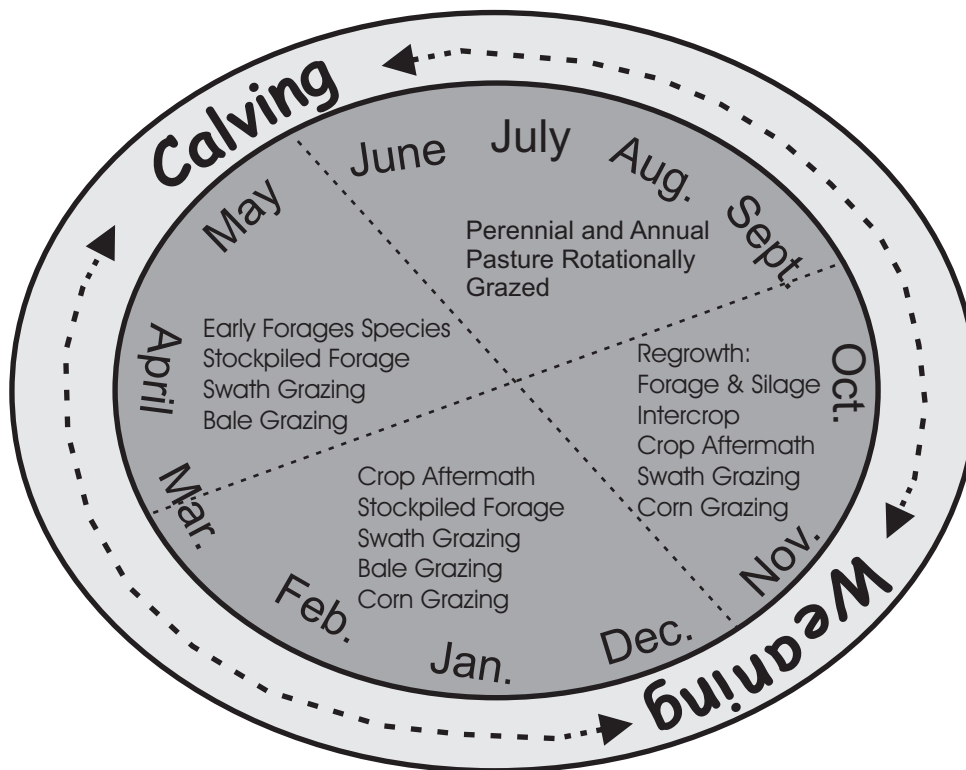 Calving
Weaning
June
July
Aug.
Sept.
Oct.
Nov.
Dec.
Jan.
Feb.
Mar.
April
May
Perennial and Annual
Pasture Rotationally
Grazed
Early Forages Species
Stockpiled Forage
Swath Grazing
Bale Grazing
Regrowth:
Forage & Silage
Intercrop
Crop Aftermath
Swath Grazing
Corn Grazing
Crop Aftermath
Stockpiled Forage
Swath Grazing
Bale Grazing
Corn Grazing